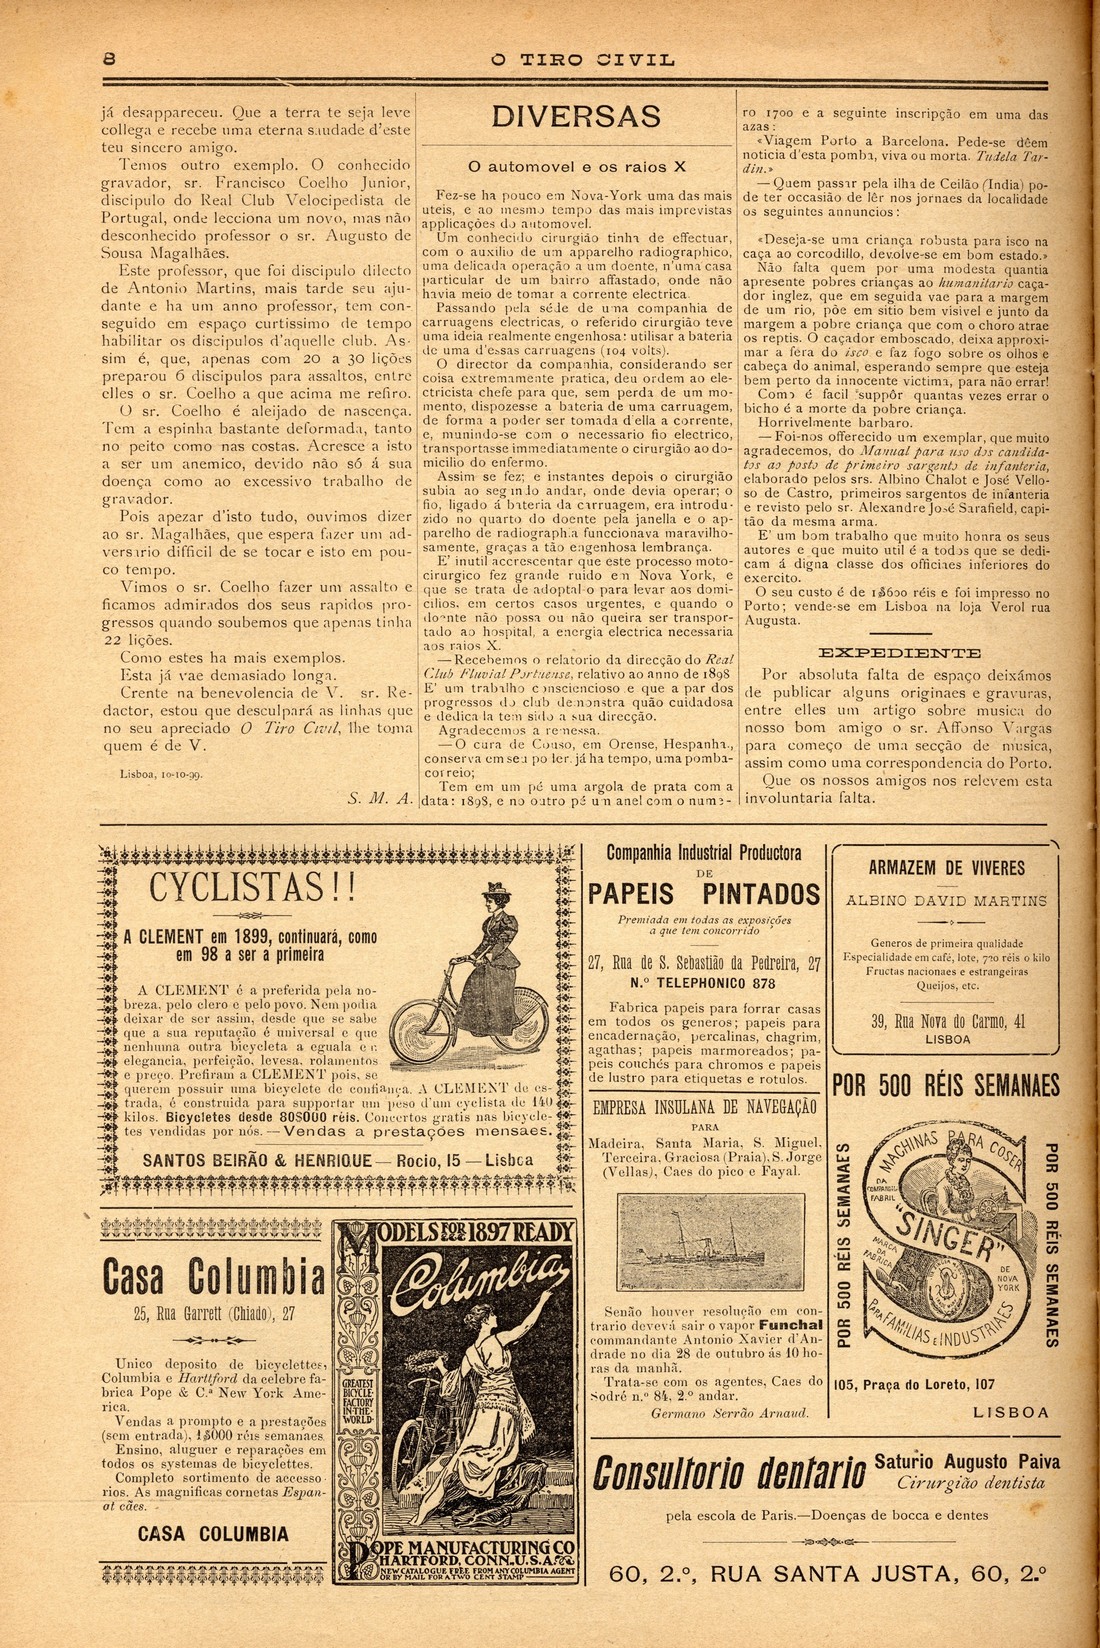 8
O TIRO CIVIL
já desappareceu. Que a terra te seja leve
collega e recebe uma eterna saudade d'este
teu sincero amigo.
Temos outro exemplo. O conhecido
gravador, sr. Francisco Coelho Junior,
discipulo do Real Club Velocipedista de
Portugal, onde lecciona um novo, mas não
desconhecido professor o sr. Augusto de
Sousa Magalhães.
Este professor, que foi discipulo dilecto
de Antonio Martins, mais tarde seu aju-
dante e ha um anno professor, tem con-
seguido em espaço curtissimo de tempo
habilitar os discipulos d'aquelle club. As-
sim é, que, apenas com 20 a 30 lições
preparou 6 discipulos para assaltos, entre
elles o sr. Coelho a que acima me refiro.
O sr. Coelho é aleijado de nascença.
Tem a espinha bastante deformada, tanto
no peito como nas costas. Acresce a isto
a ser um anemico, devido não só á sua
doença como ao excessivo trabalho de
gravador.
Pois apezar d'isto tudo, ouvimos dizer
ao sr. Magalhães, que espera fazer um ad-
versario difficil de se tocar e isto em pou-
co tempo.
Vimos o sr. Coelho fazer um assalto e
ficamos admirados dos seus rapidos pro-
gressos quando soubemos que apenas tinha
22 lições.
Como estes ha mais exemplos.
Esta já vae demasiado longa.
Crente na benevolencia de V. sr. Re-
dactor, estou que desculpará as linhas que
no seu apreciado O Tiro Civil, lhe toma
quem é de V.
Lisboa, 10-10-99.
S. M. A.
DIVERSAS
O automovel e os raios X
Fez-se ha pouco em Nova-York uma das mais
uteis, e ao mesmo tempo das mais imprevistas
applicações do automovel.
Um conhecido cirurgião tinha de effectuar,
com o auxilio de um apparelho radiographico,
uma delicada operação a um doente, n'uma casa
particular de um bairro affastado, onde não
havia meio de tomar a corrente electrica.
Passando pela séde de uma companhia de
carruagens electricas, o referido cirurgião teve
uma ideia realmente engenhosa: utilisar a bateria
de uma d'essas carruagens (104 volts).
O director da companhia, considerando ser
coisa extremamente pratica, deu ordem ao ele-
ctricista chefe para que, sem perda de um mo-
mento, dispozesse a bateria de uma carruagem,
de forma a poder ser tomada d'ella a corrente,
e, munindo-se com o necessario fio electrico,
transportasse immediatamente o cirurgião ao do-
micilio do enfermo.
Assim se fez; e instantes depois o cirurgião
subia ao segundo andar, onde devia operar; o
fio, ligado á bateria da carruagem, era introdu-
zido no quarto do doente pela janella e o ap-
parelho de radiographia funccionava maravilho-
samente, graças a tão engenhosa lembrança.
E' inutil accrescentar que este processo moto-
cirurgico fez grande ruido em Nova York, e
que se trata de adoptal-o para levar aos domi-
cilios, em certos casos urgentes, e quando o
doente não possa ou não queira ser transpor-
tado ao hospital, a energia electrica necessaria
aos raios X.
— Recebemos o relatorio da direcção do Real
Club Fluvial Portuense, relativo ao anno de 1898
E' um trabalho consciencioso e que a par dos
progressos do club demonstra quão cuidadosa
e dedicada tem sido a sua direcção.
Agradecemos a remessa.
— O cura de Couso, em Orense, Hespanha,
conserva em seu poder, já ha tempo, uma pomba-
correio;
Tem em um pé uma argola de prata com a
data: 1898, e no outro pé um anel com o nume-
ro 1700 e a seguinte inscripção em uma das
azas:
«Viagem Porto a Barcelona. Pede-se dêem
noticia d'esta pomba, viva ou morta. Tudela Tar-
din.»
— Quem passar pela ilha de Ceilão (India) po-
de ter occasião de lêr nos jornaes da localidade
os seguintes annuncios:
«Deseja-se uma criança robusta para isco na
caça ao corcodillo, devolve-se em bom estado.»
Não falta quem por uma modesta quantia
apresente pobres crianças ao humanitario caça-
dor inglez, que em seguida vae para a margem
de um rio, põe em sitio bem visivel e junto da
margem a pobre criança que com o choro atrae
os reptis. O caçador emboscado, deixa approxi-
mar a féra do isco e faz fogo sobre os olhos e
cabeça do animal, esperando sempre que esteja
bem perto da innocente victima, para não errar!
Como é facil suppôr quantas vezes errar o
bicho é a morte da pobre criança.
Horrivelmente barbaro.
— Foi-nos offerecido um exemplar, que muito
agradecemos, do Manual para uso dos candida-
tos ao posto de primeiro sargento de infanteria,
elaborado pelos srs. Albino Chalot e José Vello-
so de Castro, primeiros sargentos de infanteria
e revisto pelo sr. Alexandre José Sarafield, capi-
tão da mesma arma.
E' um bom trabalho que muito honra os seus
autores e que muito util é a todos que se dedi-
cam á digna classe dos officiaes inferiores do
exercito.
O seu custo é de 1$600 réis e foi impresso no
Porto; vende-se em Lisboa na loja Verol rua
Augusta.
EXPEDIENTE
Por absoluta falta de espaço deixámos
de publicar alguns originaes e gravuras,
entre elles um artigo sobre musica do
nosso bom amigo o sr. Affonso Vargas
para começo de uma secção de musica,
assim como uma correspondencia do Porto.
Que os nossos amigos nos relevem esta
involuntaria falta.
CYCLISTAS!!
A CLEMENT em 1899, continuará, como
em 98 a ser a primeira
A CLEMENT é a preferida pela no-
breza, pelo clero e pelo povo. Nem podia
deixar de ser assim, desde que se sabe
que a sua reputação é universal e que
nenhuma outra bicycleta a eguala em
elegancia, perfeição, levesa, rolamentos
e preço. Prefiram a CLEMENT pois, se
querem possuir uma bicyclete de confiança. A CLEMENT de es-
trada, é construida para supportar um peso d'um cyclista de 140
kilos. Bicycletes desde 80$000 réis. Concertos gratis nas bicycle-
tes vendidas por nós.—Vendas a prestações mensaes.
SANTOS BEIRÃO & HENRIQUE — Rocio, 15 — Lisboa
Casa Columbia
25, Rua Garrett (Chiado), 27
Unico deposito de bicyclettes,
Columbia e Hartford da celebre fa-
brica Pope & C.ª New York Ame-
rica.
Vendas a prompto e a prestações
(sem entrada), 1$000 réis semanaes
Ensino, aluguer e reparações em
todos os systemas de bicyclettes.
Completo sortimento de accesso-
rios. As magnificas cornetas Espan-
ta cães.
CASA COLUMBIA
MODELS FOR 1897 READY
Columbia
GREATEST
BICYCLE
FACTORY
IN THE
WORLD
POPE MANUFACTURING CO
HARTFORD, CONN. U.S.A.
NEW CATALOGUE FREE FROM ANY COLUMBIA AGENT
OR BY MAIL FOR A TWO CENT STAMP
Companhia Industrial Productora
DE
PAPEIS PINTADOS
Premiada em todas as exposições
a que tem concorrido
27, Rua de S. Sebastião da Pedreira, 27
N.º TELEPHONICO 878
Fabrica papeis para forrar casas
em todos os generos; papeis para
encadernação, percalinas, chagrim,
agathas; papeis marmoreados; pa-
peis couchés para chromos e papeis
de lustro para etiquetas e rotulos.
EMPRESA INSULANA DE NAVEGAÇÃO
PARA
Madeira, Santa Maria, S. Miguel,
Terceira, Graciosa (Praia), S. Jorge
(Vellas), Caes do pico e Fayal.
Senão houver resolução em con-
trario deverá sair o vapor Funchal
commandante Antonio Xavier d'An-
drade no dia 28 de outubro ás 10 ho-
ras da manhã.
Trata-se com os agentes, Caes do
Sodré n.º 84, 2.º andar.
Germano Serrão Arnaud.
ARMAZEM DE VIVERES
ALBINO DAVID MARTINS
Generos de primeira qualidade
Especialidade em café, lote, 720 réis o kilo
Fructas nacionaes e estrangeiras
Queijos, etc.
39, Rua Nova do Carmo, 41
LISBOA
POR 500 RÉIS SEMANAES
POR 500 RÉIS SEMANAES
MACHINAS PARA COSER
DA
COMPANHIA
FABRIL
"SINGER"
MARCA
DA
FABRICA
DE
NOVA
YORK
PARA FAMILIAS E INDUSTRIAES
POR 500 RÉIS SEMANAES
105, Praça do Loreto, 107
LISBOA
Consultorio dentario
Saturio Augusto Paiva
Cirurgião dentista
pela escola de Paris.—Doenças de bocca e dentes
60, 2.º, RUA SANTA JUSTA, 60, 2.º